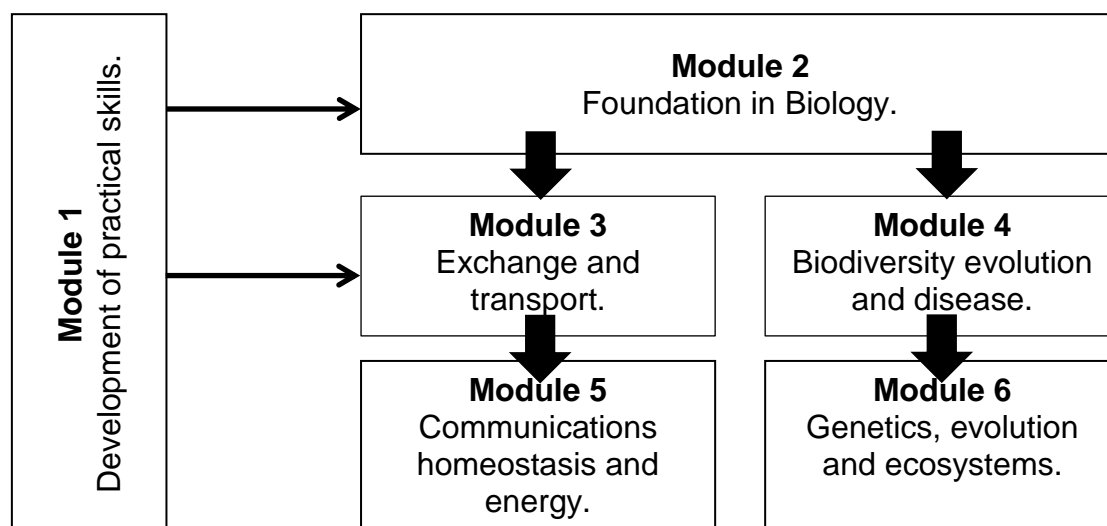 Module 1
Development of practical skills.
Module 2
Foundation in Biology.
Module 3
Exchange and
transport.
Module 4
Biodiversity evolution
and disease.
Module 5
Communications
homeostasis and
energy.
Module 6
Genetics, evolution
and ecosystems.